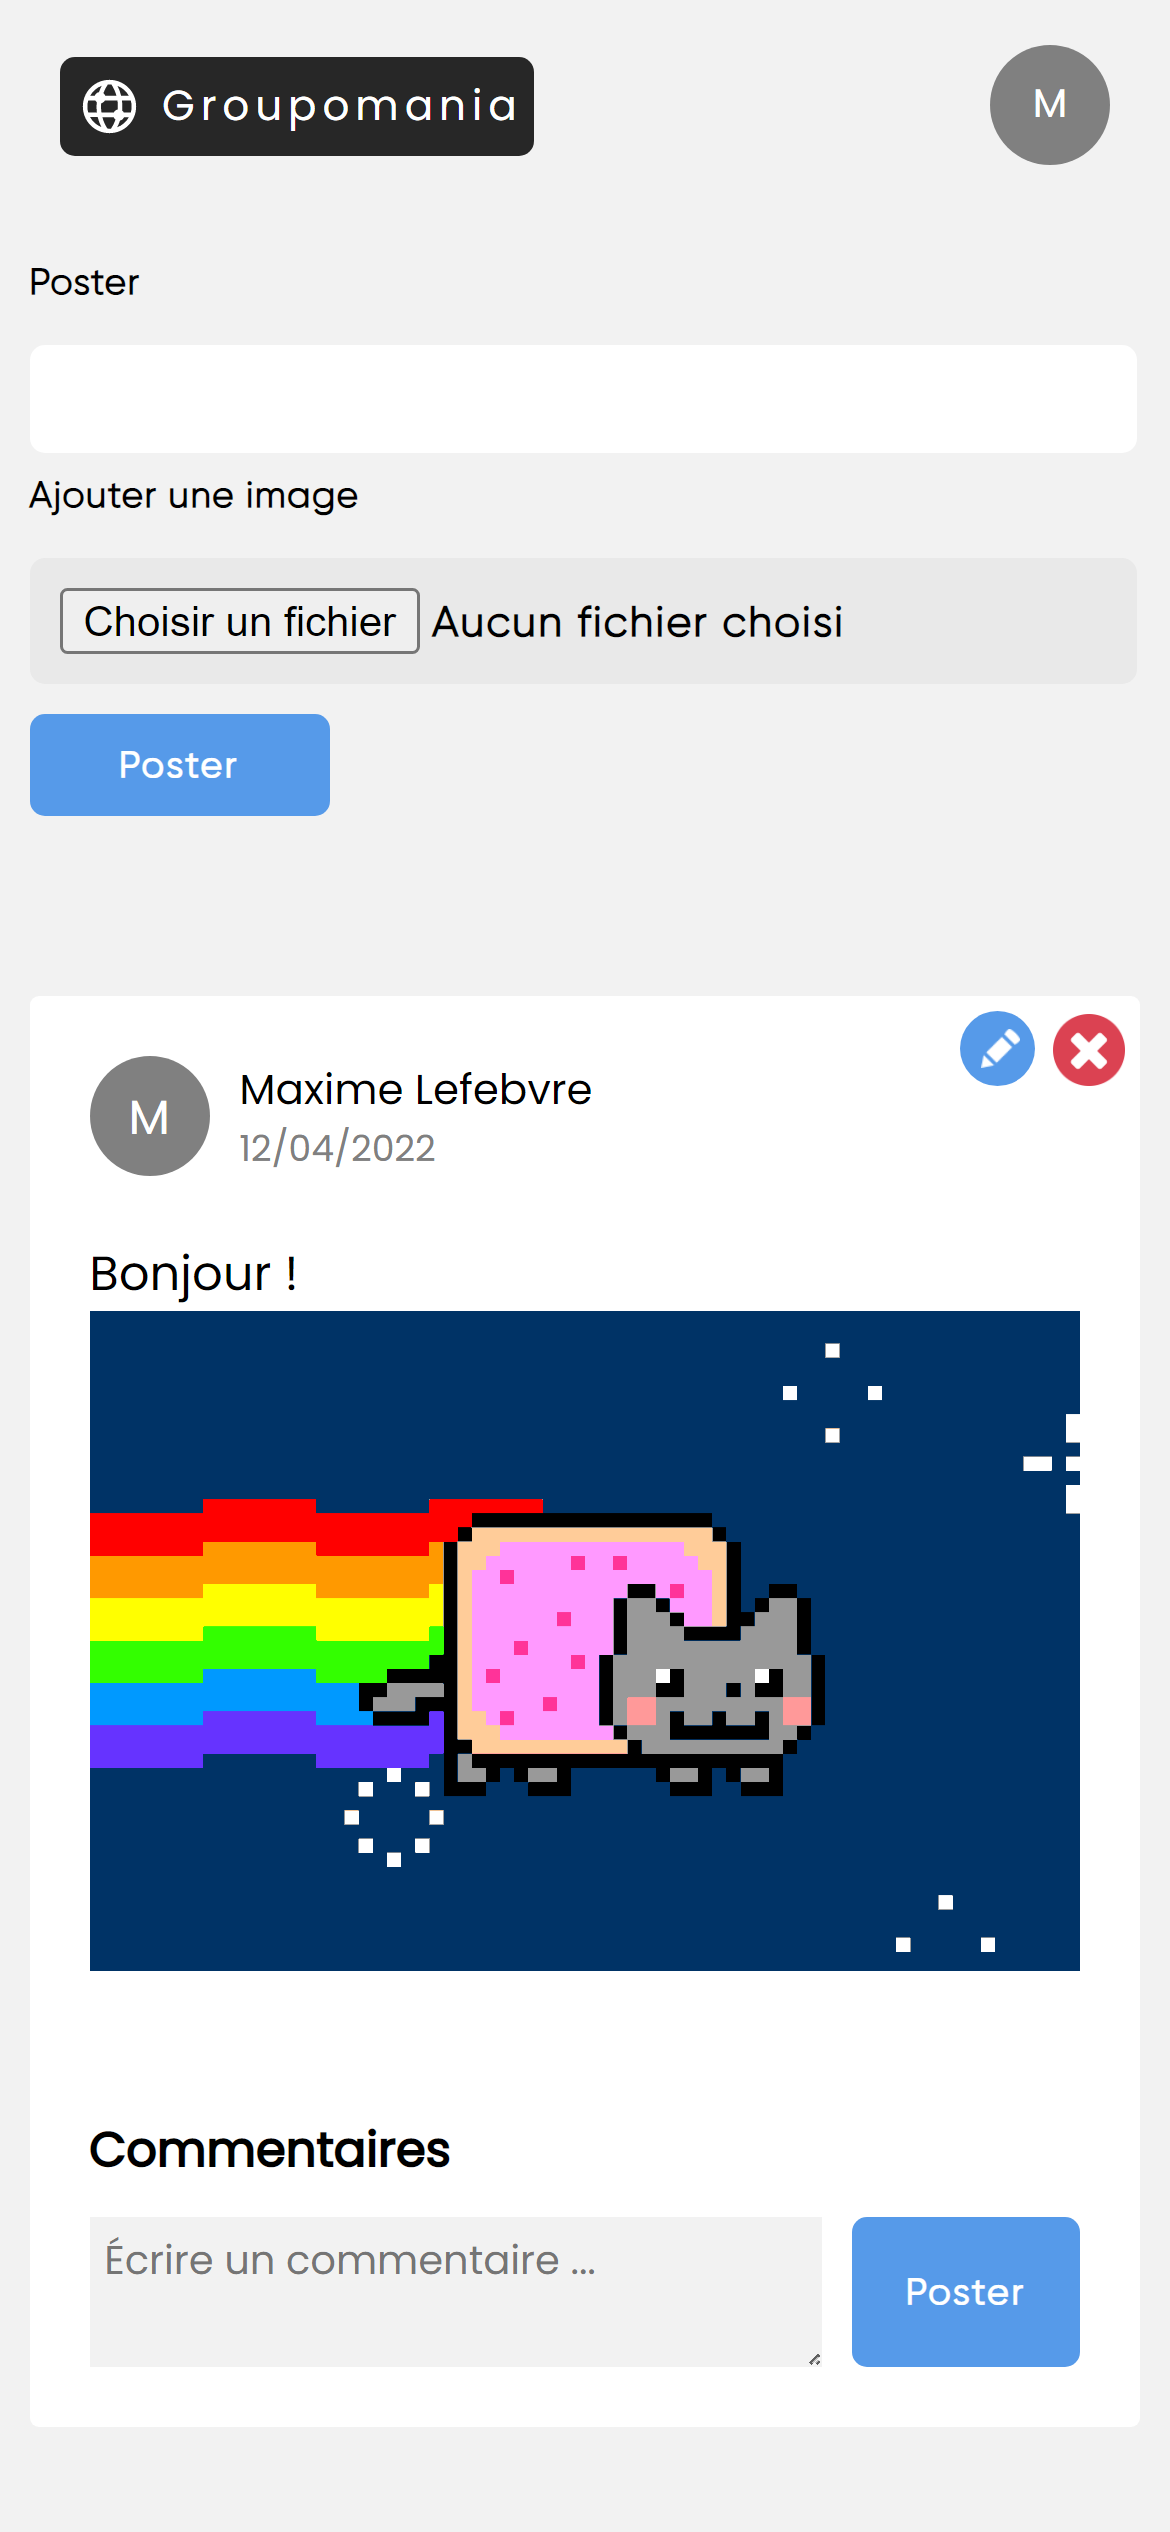 Groupomania
M
Poster
Ajouter une image
Choisir un fichier Aucun fichier choisi
Poster
M
Maxime Lefebvre
12/04/2022
Bonjour !
Commentaires
Écrire un commentaire ...
Poster